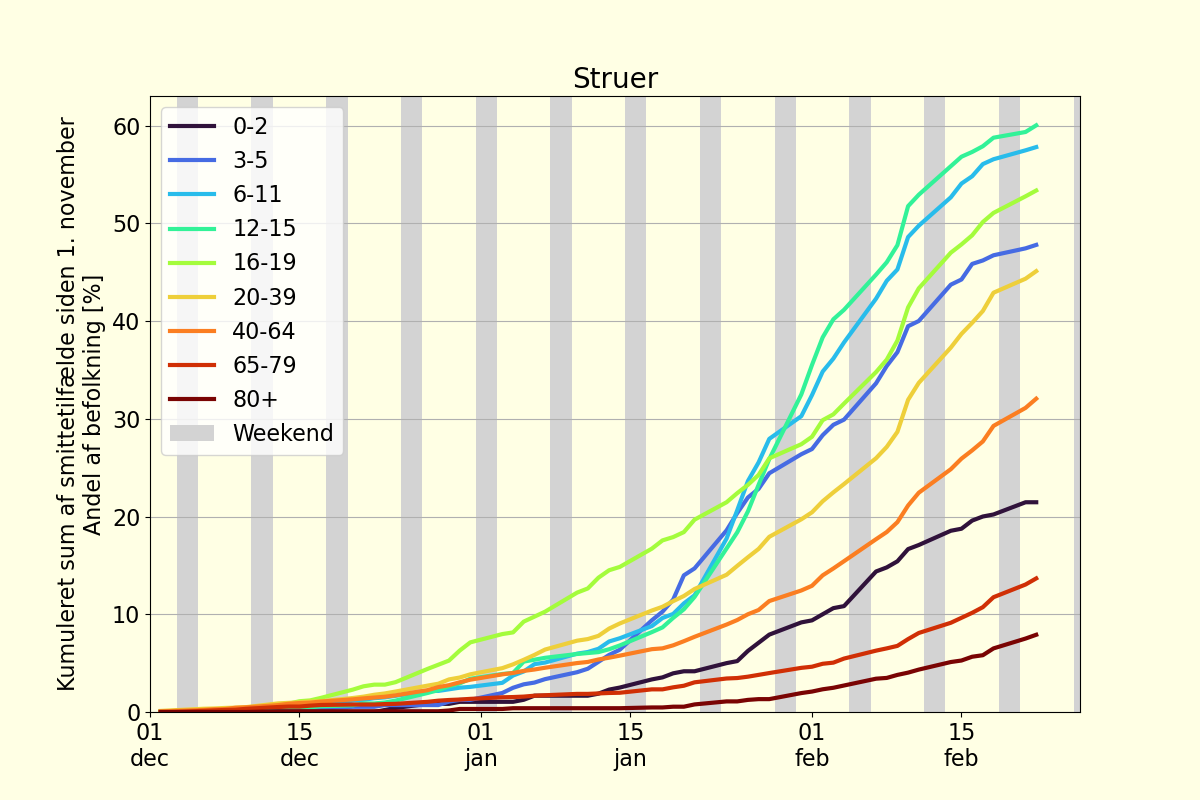 Struer
Kumuleret sum af smittetilfælde siden 1. november
Andel af befolkning [%]
60
50
40
30
20
10
0
0-2
3-5
6-11
12-15
16-19
20-39
40-64
65-79
80+
Weekend
01 15 01 15 01 15
dec dec jan jan feb feb